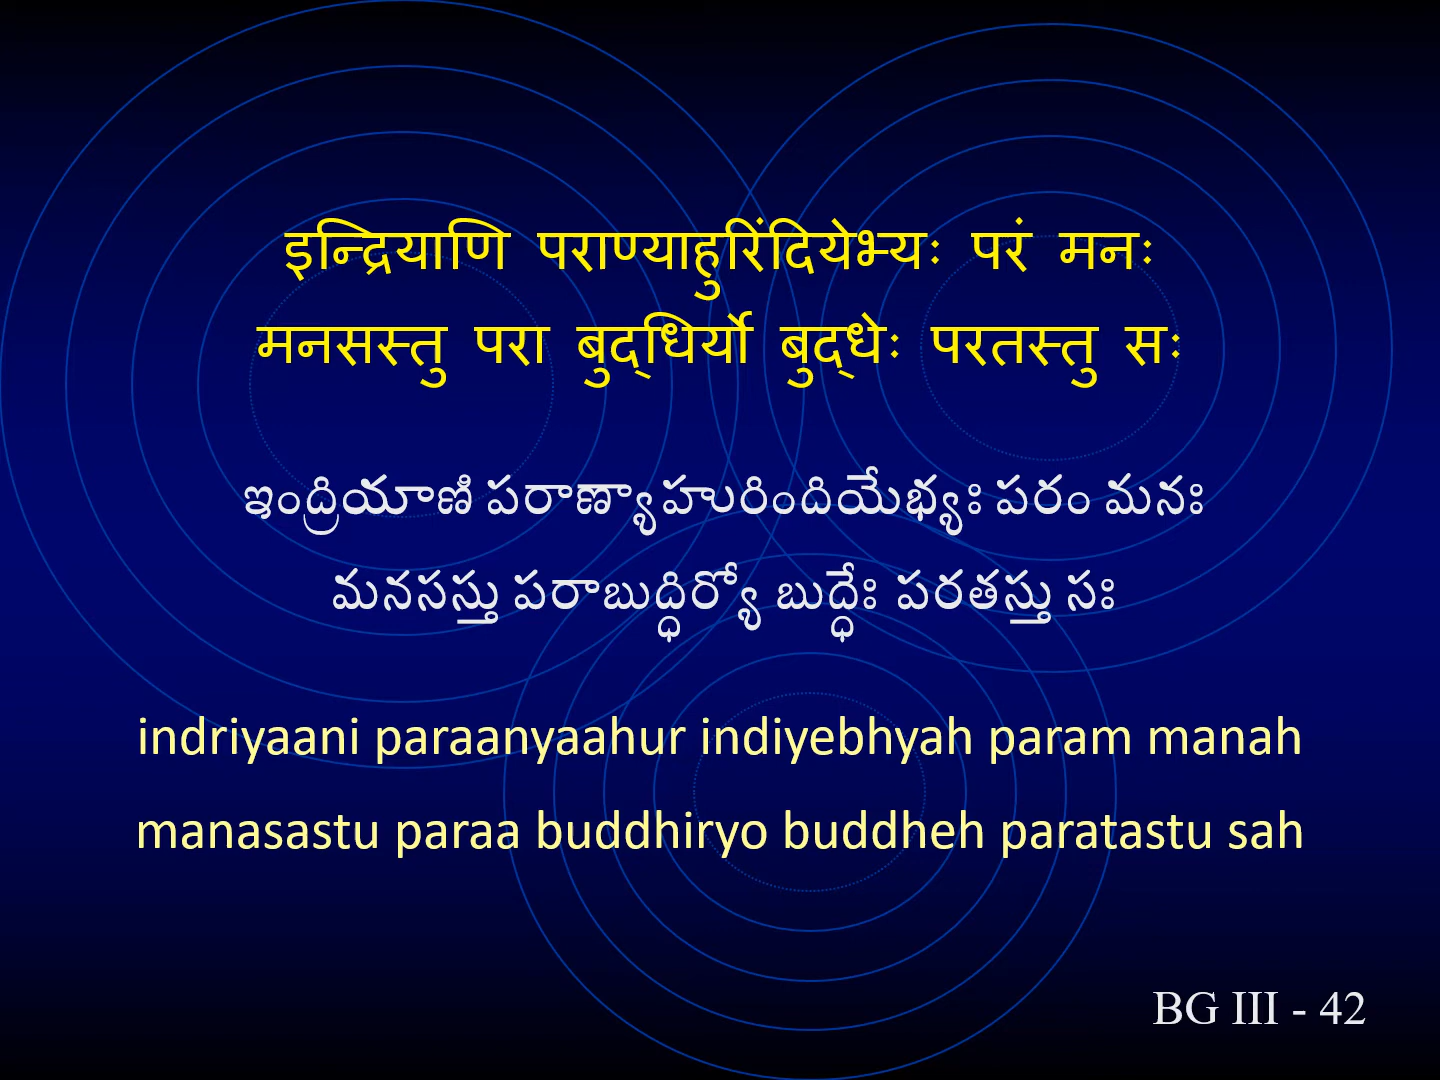 इन्द्रियाणि पराण्याहुरिंदियेभ्यः परं मनः
मनसस्तु परा बुद्धिर्यो बुद्धेः परतस्तु सः
ఇంద్రియాణి పరాణ్యాహురిందియేభ్యః పరం మనః
మనసస్తు పరాబుద్ధిర్యో బుద్ధేః పరతస్తు సః
indriyaani paraanyaahur indiyebhyah param manah
manasastu paraa buddhiryo buddheh paratastu sah
BG III - 42